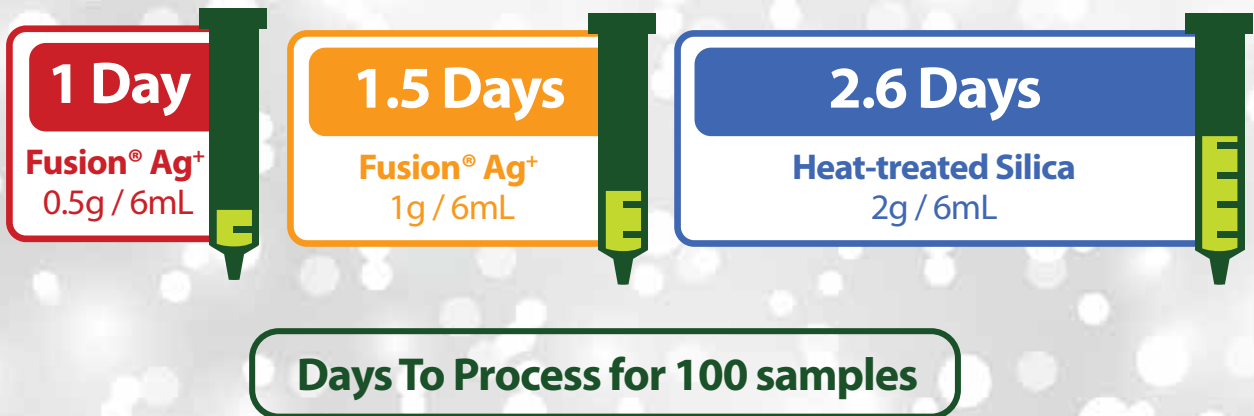 1 Day
Fusion® Ag⁺
0.5g / 6mL
1.5 Days
Fusion® Ag⁺
1g / 6mL
2.6 Days
Heat-treated Silica
2g / 6mL
Days To Process for 100 samples